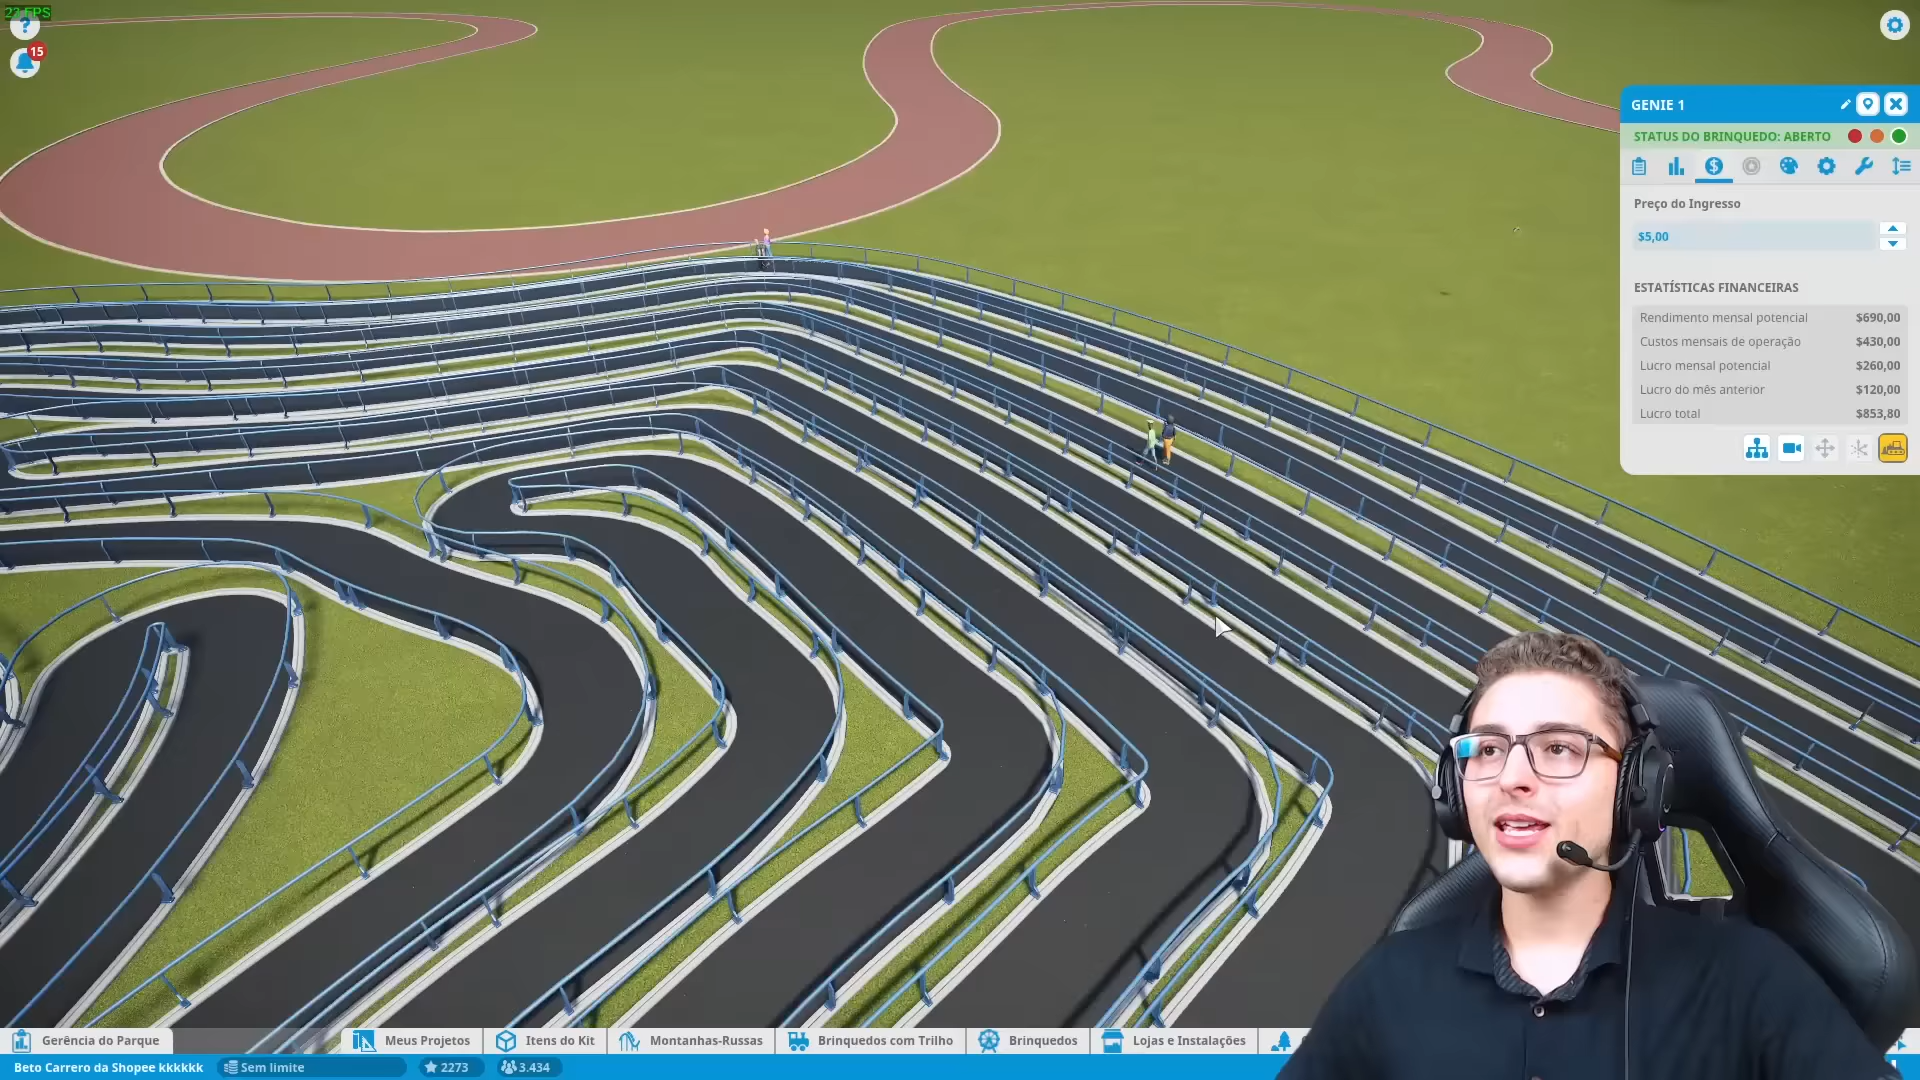 23 FPS
?
15
GENIE 1
STATUS DO BRINQUEDO: ABERTO
Preço do Ingresso
$5,00
ESTATÍSTICAS FINANCEIRAS
Rendimento mensal potencial $690,00
Custos mensais de operação $430,00
Lucro mensal potencial $260,00
Lucro do mês anterior $120,00
Lucro total $853,80
Gerência do Parque Meus Projetos Itens do Kit Montanhas-Russas Brinquedos com Trilho Brinquedos Lojas e Instalações
Beto Carrero da Shopee kkkkkk Sem limite 2273 3.434